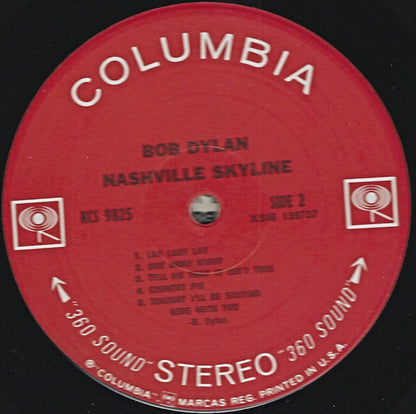 COLUMBIA
BOB DYLAN
NASHVILLE SKYLINE
KCS 9825
SIDE 2
XSM 139737
1. LAY LADY LAY
2. ONE MORE NIGHT
3. TELL ME THAT IT ISN'T TRUE
4. COUNTRY PIE
5. TONIGHT I'LL BE STAYING
HERE WITH YOU
-B. Dylan
"360 SOUND" STEREO "360 SOUND"
® "COLUMBIA", MARCAS REG. PRINTED IN U.S.A.